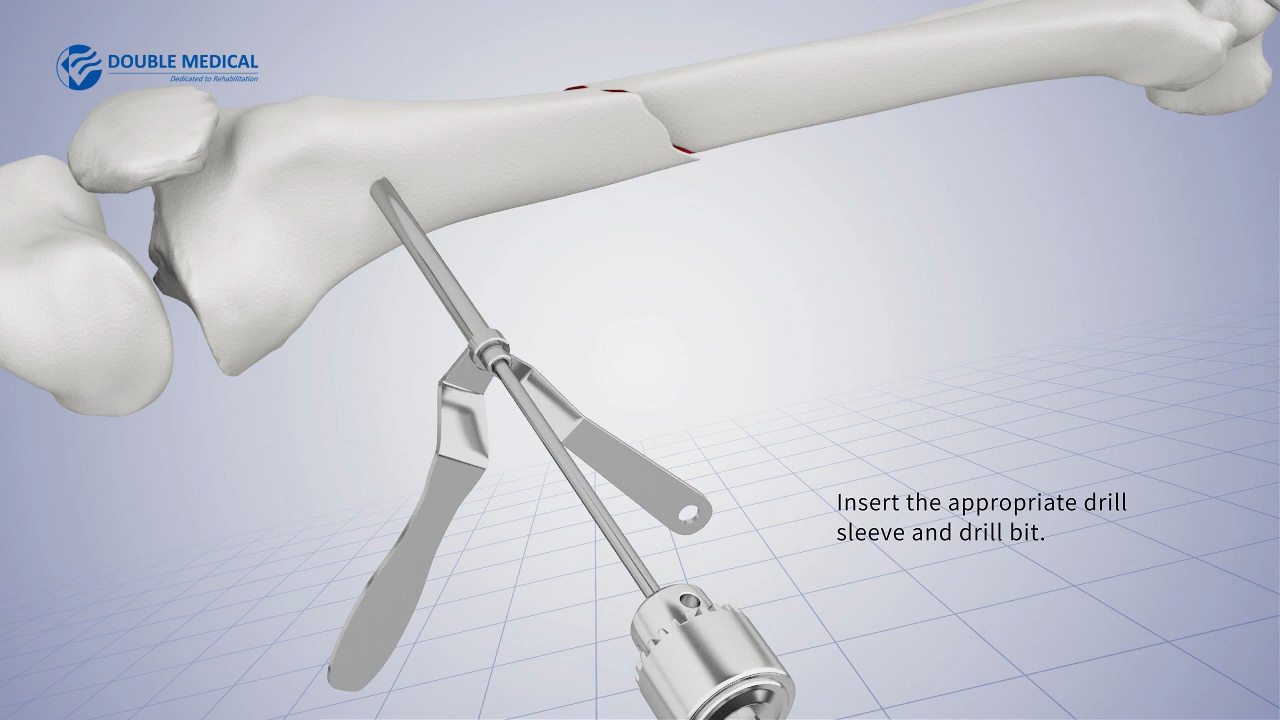 DOUBLE MEDICAL
Dedicated to Rehabilitation
Insert the appropriate drill
sleeve and drill bit.